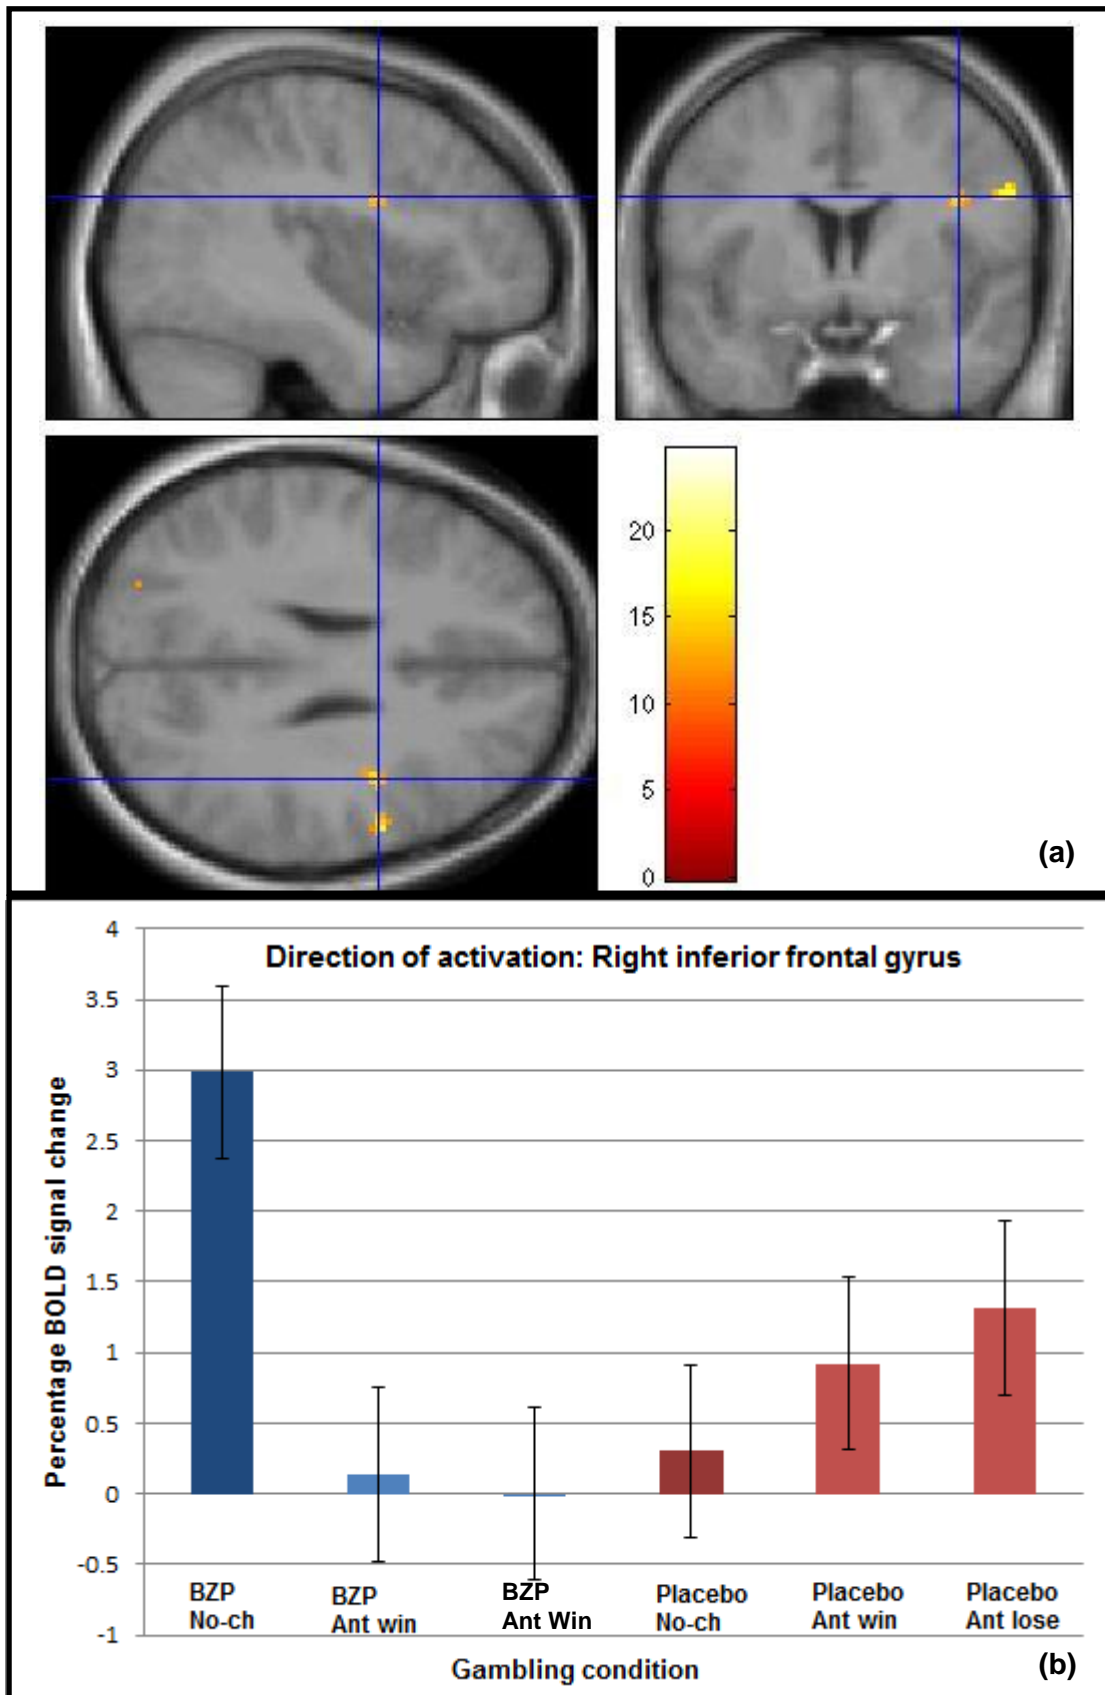 20
15
10
5
0
(a)
Direction of activation: Right inferior frontal gyrus
Percentage BOLD signal change
4
3.5
3
2.5
2
1.5
1
0.5
0
-0.5
-1
BZP
No-ch
BZP
Ant win
BZP
Ant Win
Placebo
No-ch
Placebo
Ant win
Placebo
Ant lose
Gambling condition
(b)